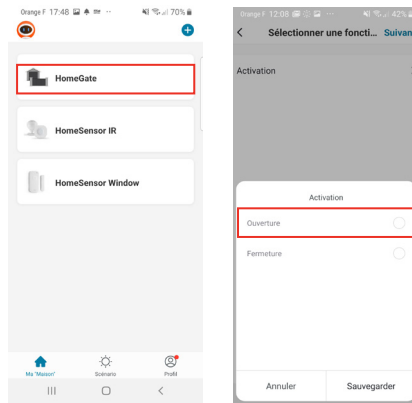 Orange F 17:48 70%
HomeGate
HomeSensor IR
HomeSensor Window
Ma "Maison" Scénario Profil
Orange F 12:08 42%
Sélectionner une foncti... Suivan
Activation
Activation
Ouverture
Fermeture
Annuler Sauvegarder